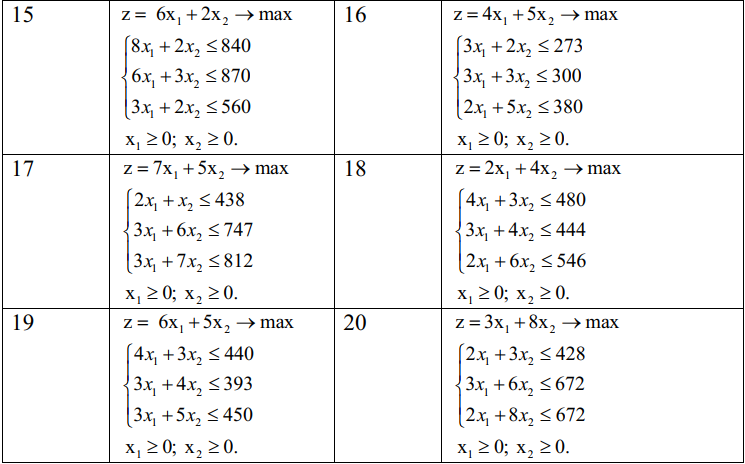 15
z = 6x₁ + 2x₂ → max
8x₁ + 2x₂ ≤ 840
6x₁ + 3x₂ ≤ 870
3x₁ + 2x₂ ≤ 560
x₁ ≥ 0; x₂ ≥ 0.
16
z = 4x₁ + 5x₂ → max
3x₁ + 2x₂ ≤ 273
3x₁ + 3x₂ ≤ 300
2x₁ + 5x₂ ≤ 380
x₁ ≥ 0; x₂ ≥ 0.
17
z = 7x₁ + 5x₂ → max
2x₁ + x₂ ≤ 438
3x₁ + 6x₂ ≤ 747
3x₁ + 7x₂ ≤ 812
x₁ ≥ 0; x₂ ≥ 0.
18
z = 2x₁ + 4x₂ → max
4x₁ + 3x₂ ≤ 480
3x₁ + 4x₂ ≤ 444
2x₁ + 6x₂ ≤ 546
x₁ ≥ 0; x₂ ≥ 0.
19
z = 6x₁ + 5x₂ → max
4x₁ + 3x₂ ≤ 440
3x₁ + 4x₂ ≤ 393
3x₁ + 5x₂ ≤ 450
x₁ ≥ 0; x₂ ≥ 0.
20
z = 3x₁ + 8x₂ → max
2x₁ + 3x₂ ≤ 428
3x₁ + 6x₂ ≤ 672
2x₁ + 8x₂ ≤ 672
x₁ ≥ 0; x₂ ≥ 0.